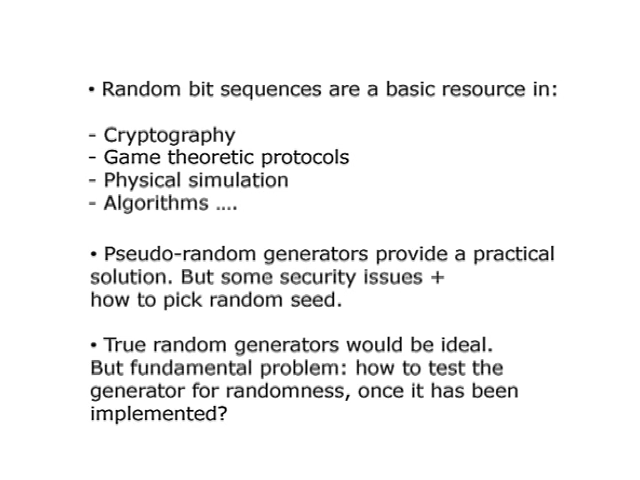 • Random bit sequences are a basic resource in:
- Cryptography
- Game theoretic protocols
- Physical simulation
- Algorithms ....
• Pseudo-random generators provide a practical
solution. But some security issues +
how to pick random seed.
• True random generators would be ideal.
But fundamental problem: how to test the
generator for randomness, once it has been
implemented?